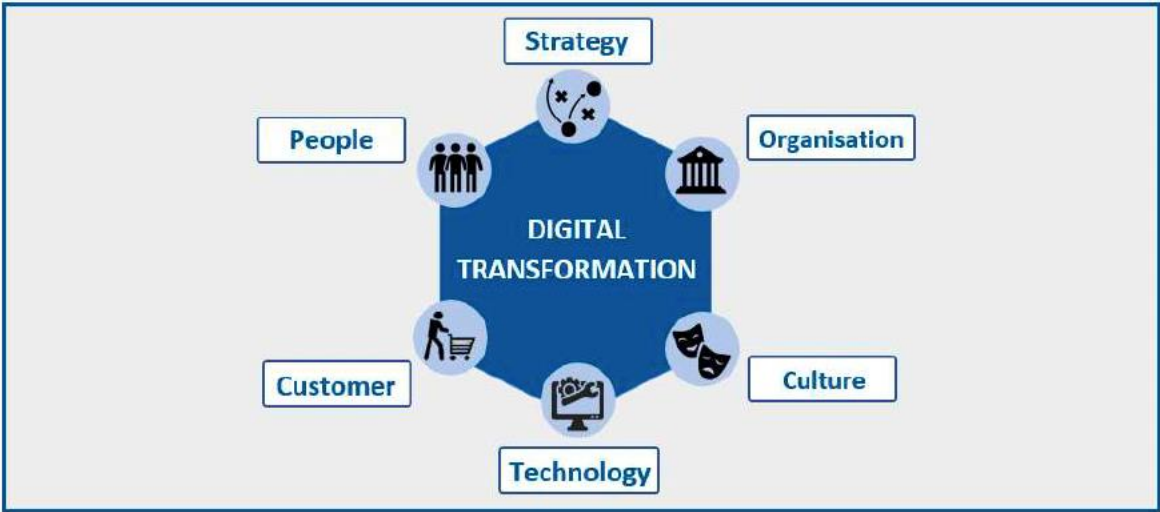 Strategy
People
Organisation
DIGITAL
TRANSFORMATION
Customer
Culture
Technology